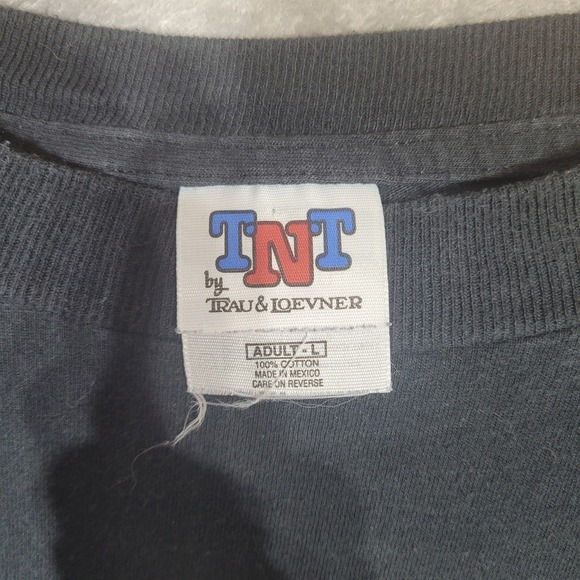 TNT
by
TRAU & LOEVNER
ADULT - L
100% COTTON
MADE IN MEXICO
CARE ON REVERSE